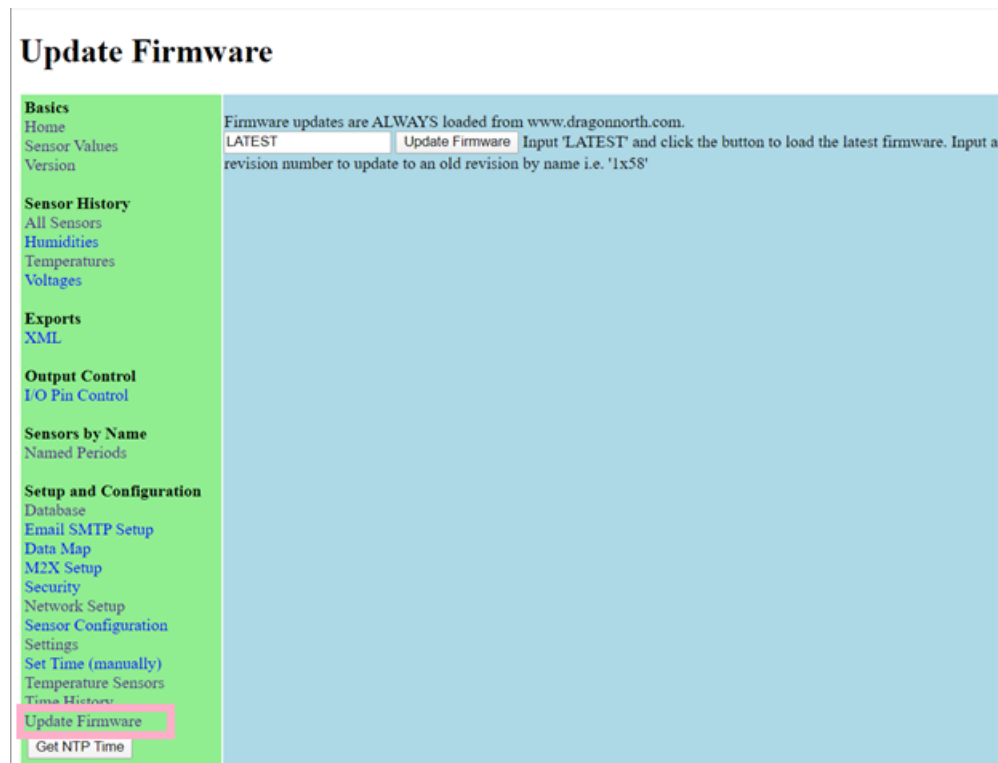 Update Firmware
Basics
Home
Sensor Values
Version
Sensor History
All Sensors
Humidities
Temperatures
Voltages
Exports
XML
Output Control
I/O Pin Control
Sensors by Name
Named Periods
Setup and Configuration
Database
Email SMTP Setup
Data Map
M2X Setup
Security
Network Setup
Sensor Configuration
Settings
Set Time (manually)
Temperature Sensors
Time History
Update Firmware
Get NTP Time
Firmware updates are ALWAYS loaded from www.dragonnorth.com.
LATEST Update Firmware Input 'LATEST' and click the button to load the latest firmware. Input a
revision number to update to an old revision by name i.e. '1x58'